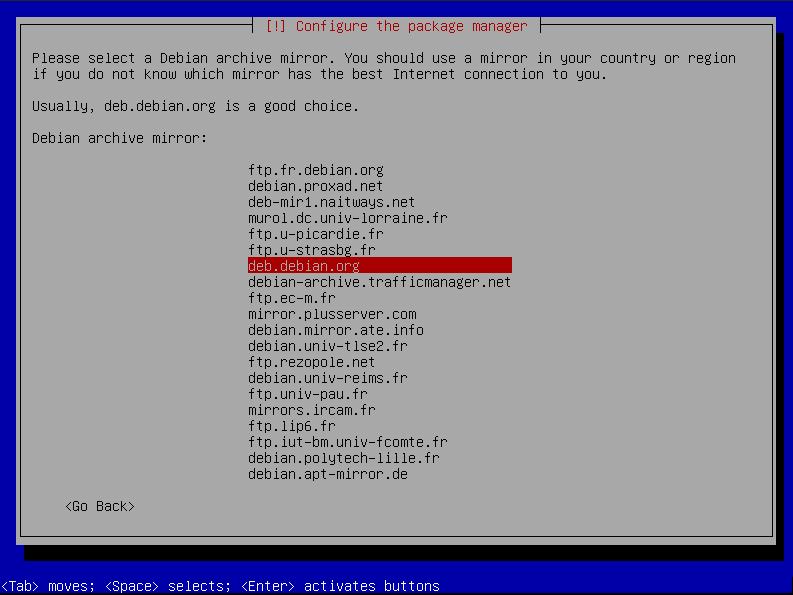 [!] Configure the package manager
Please select a Debian archive mirror. You should use a mirror in your country or region
if you do not know which mirror has the best Internet connection to you.
Usually, deb.debian.org is a good choice.
Debian archive mirror:
ftp.fr.debian.org
debian.proxad.net
deb-mir1.naitways.net
murol.dc.univ-lorraine.fr
ftp.u-picardie.fr
ftp.u-strasbg.fr
deb.debian.org
debian-archive.trafficmanager.net
ftp.ec-m.fr
mirror.plusserver.com
debian.mirror.ate.info
debian.univ-tlse2.fr
ftp.rezopole.net
debian.univ-reims.fr
ftp.univ-pau.fr
mirrors.ircam.fr
ftp.lip6.fr
ftp.iut-bm.univ-fcomte.fr
debian.polytech-lille.fr
debian.apt-mirror.de
<Go Back>
<Tab> moves; <Space> selects; <Enter> activates buttons